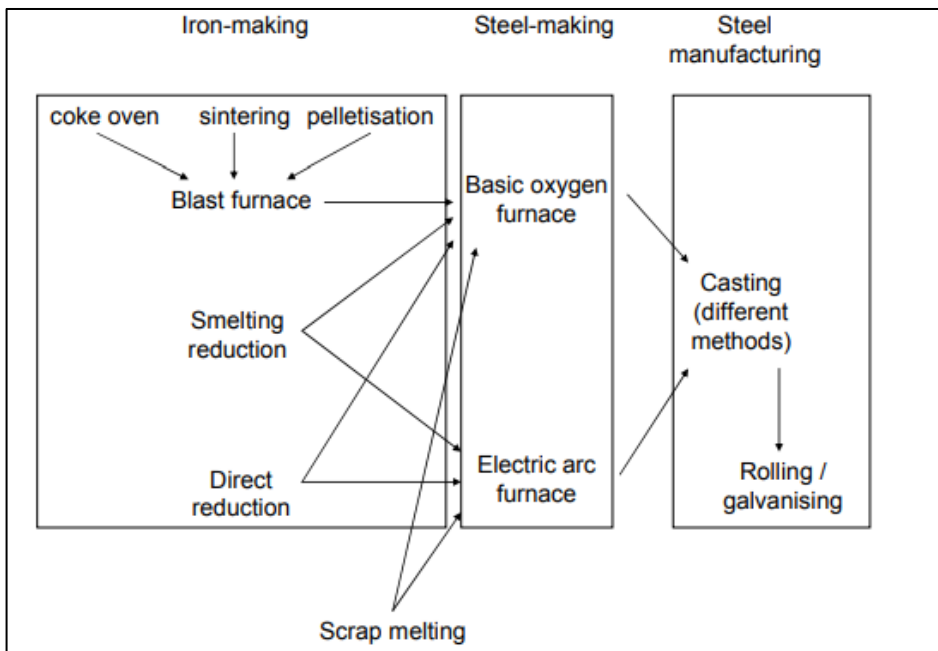 Iron-making
Steel-making
Steel
manufacturing
coke oven
sintering
pelletisation
Blast furnace
Basic oxygen
furnace
Smelting
reduction
Casting
(different
methods)
Direct
reduction
Electric arc
furnace
Rolling /
galvanising
Scrap melting